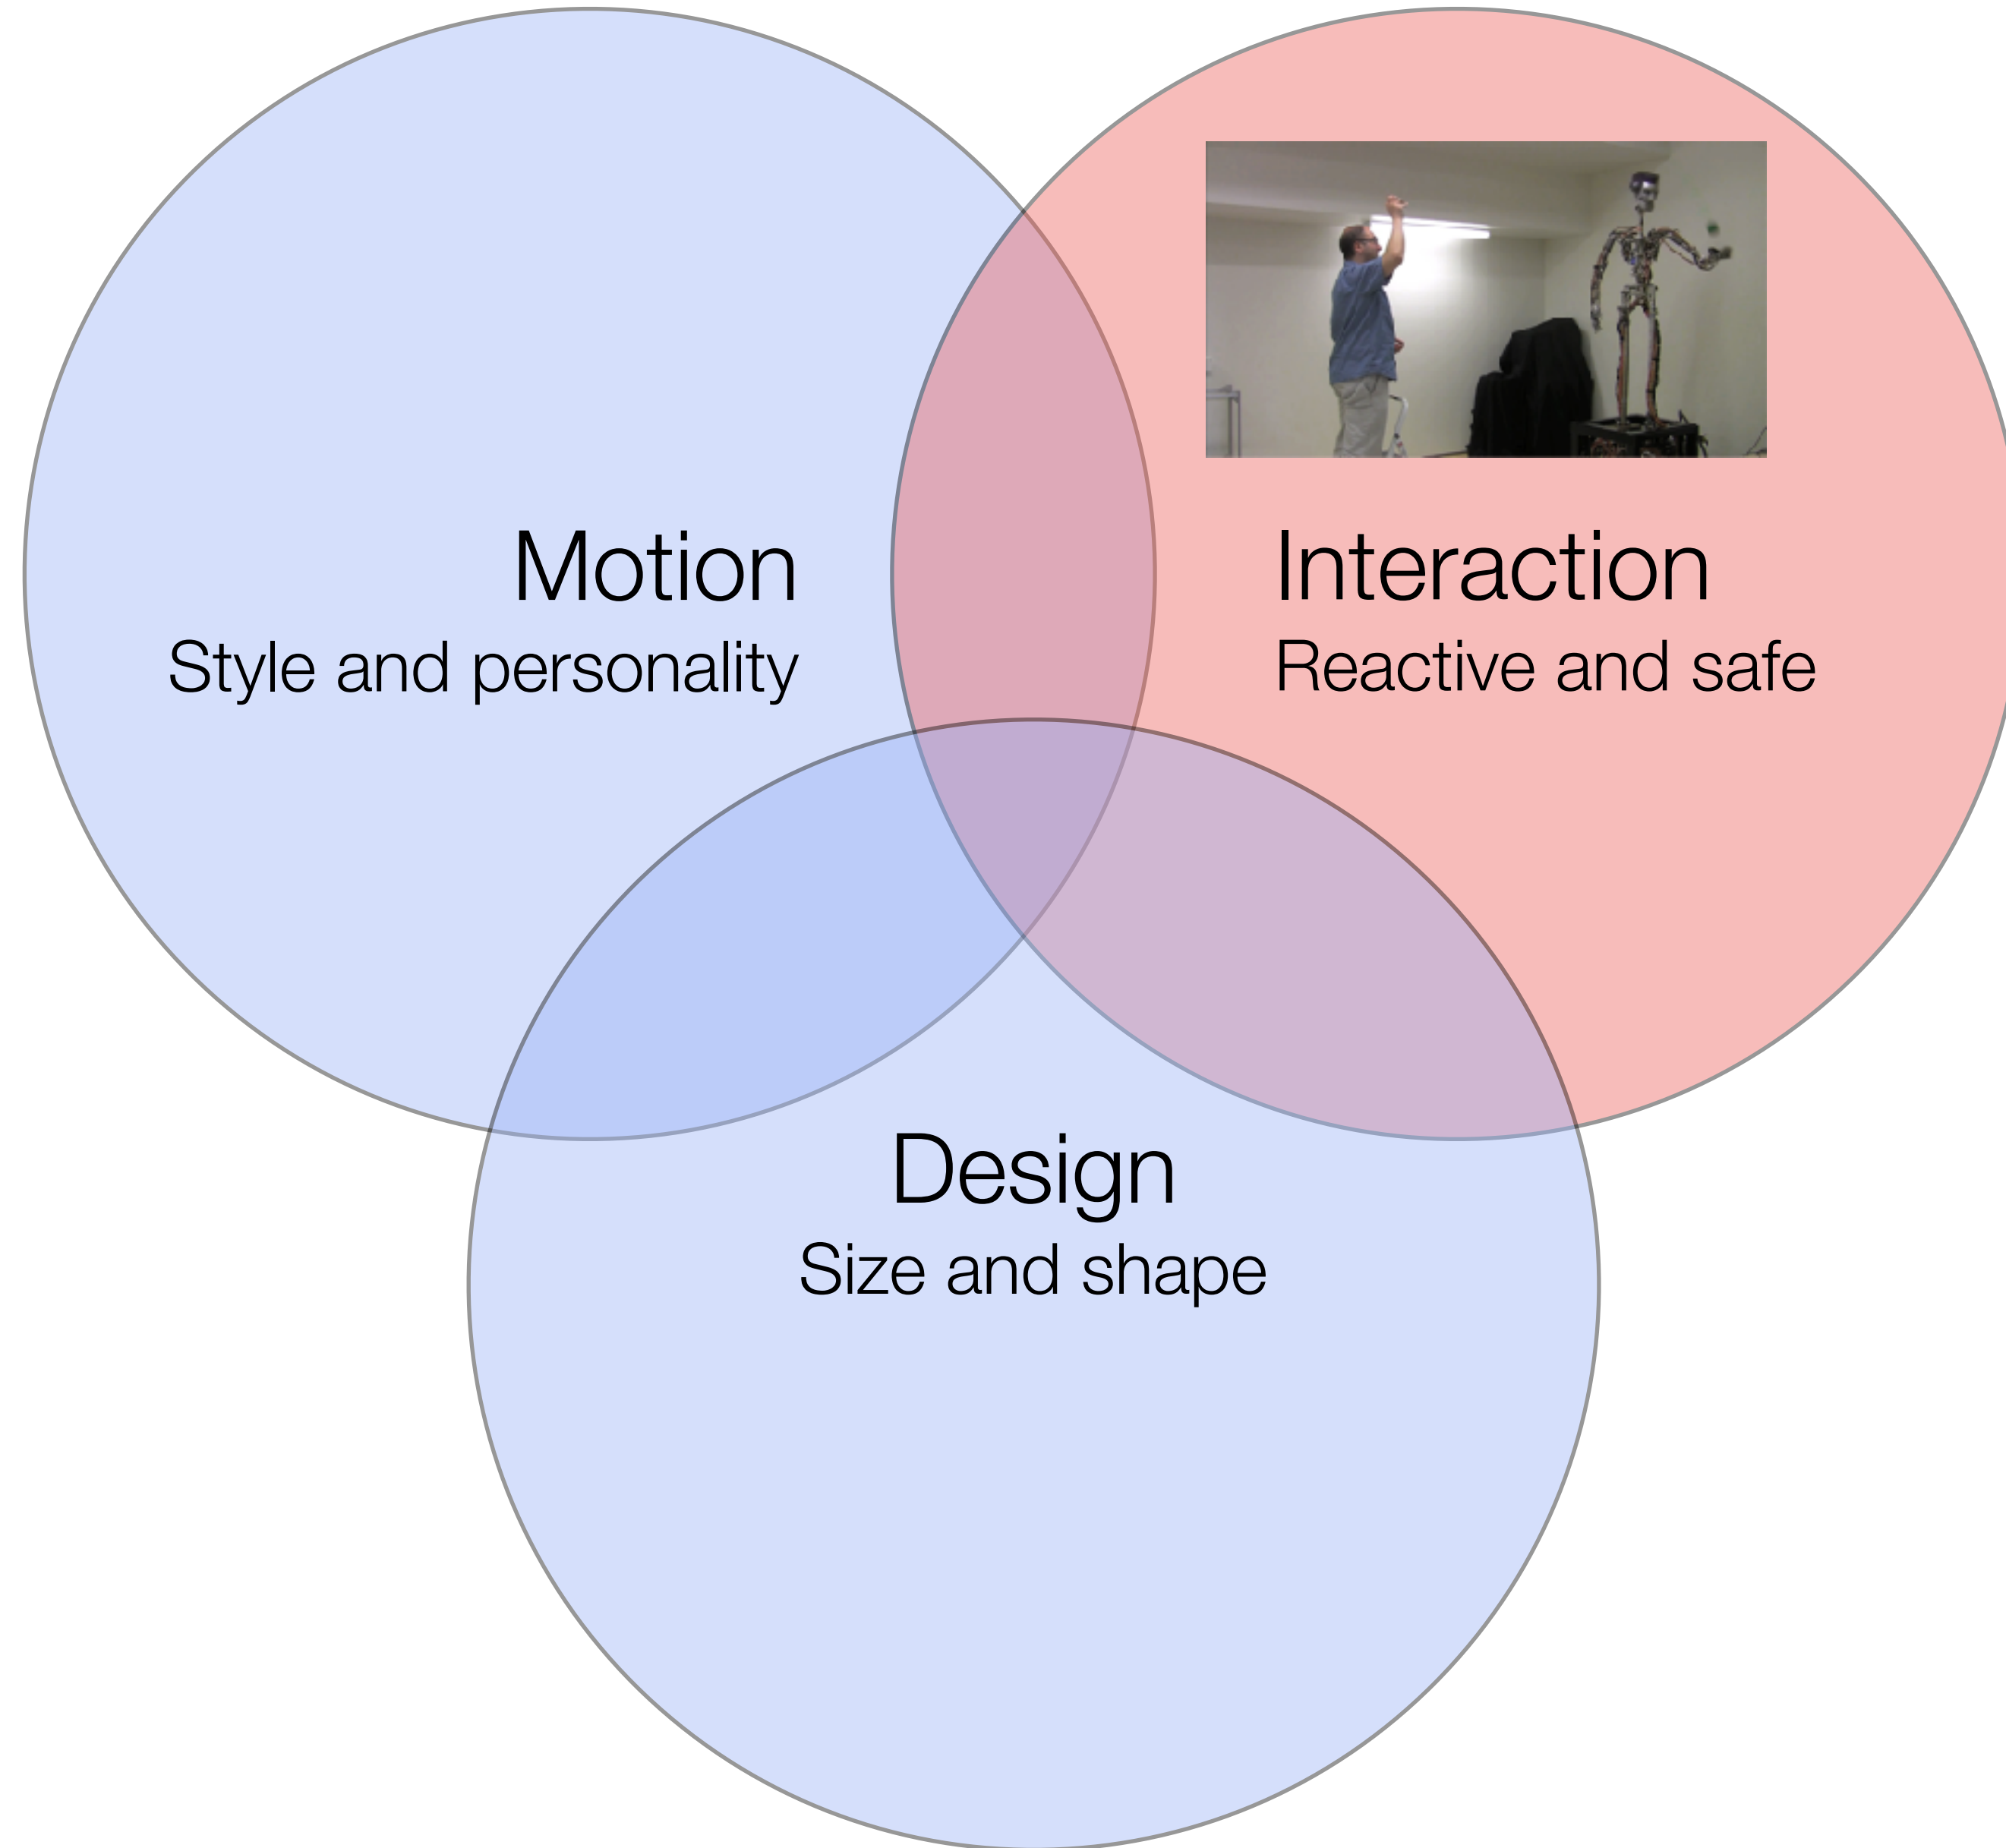 Motion
Style and personality
Interaction
Reactive and safe
Design
Size and shape